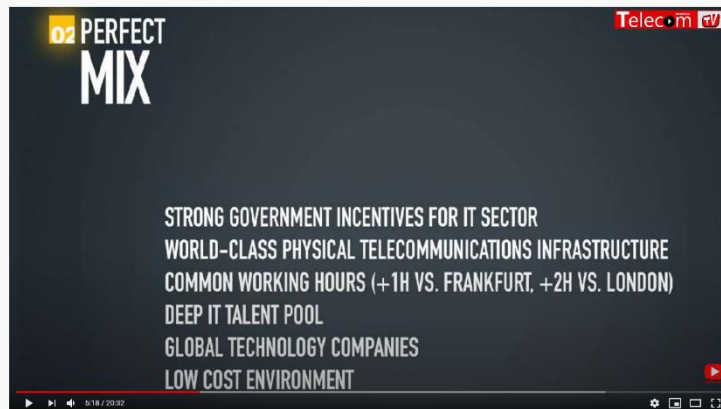 02 PERFECT
MIX
Telecom TV
STRONG GOVERNMENT INCENTIVES FOR IT SECTOR
WORLD-CLASS PHYSICAL TELECOMMUNICATIONS INFRASTRUCTURE
COMMON WORKING HOURS (+1H VS. FRANKFURT, +2H VS. LONDON)
DEEP IT TALENT POOL
GLOBAL TECHNOLOGY COMPANIES
LOW COST ENVIRONMENT
5:18 / 20:32